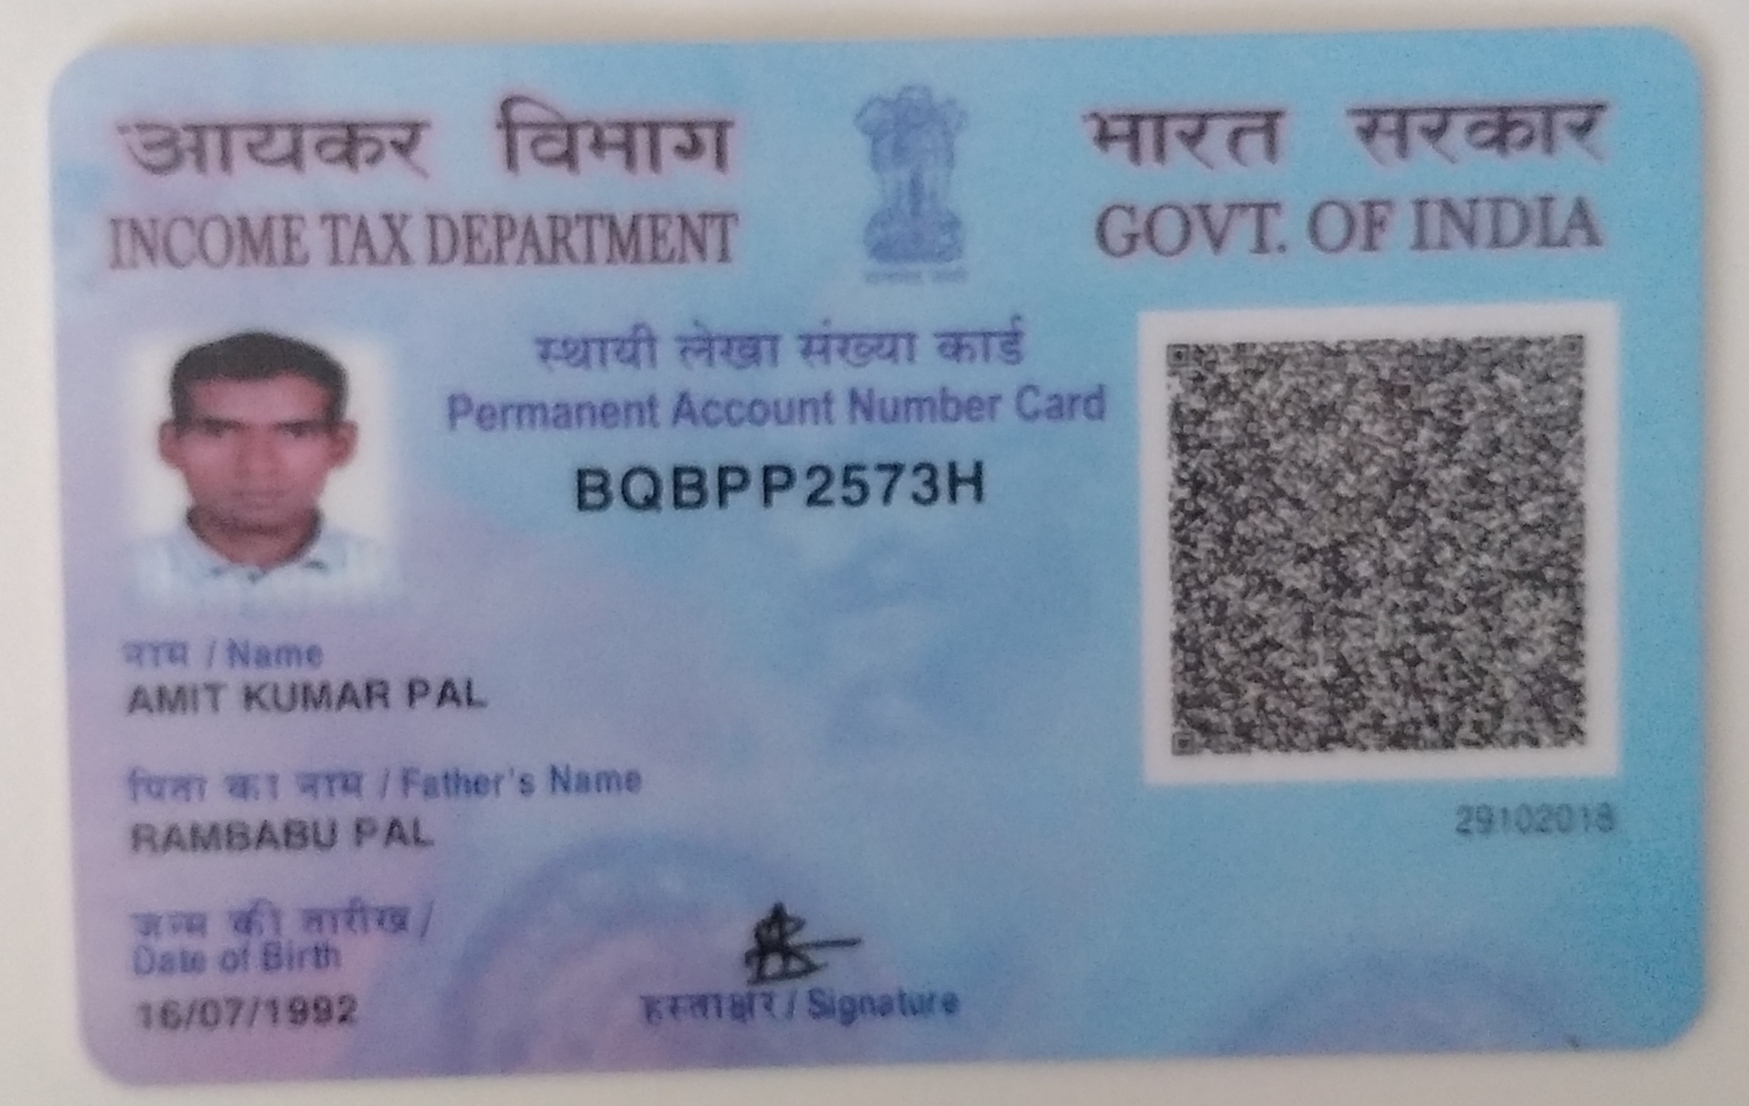 आयकर विभाग
INCOME TAX DEPARTMENT
भारत सरकार
GOVT. OF INDIA
स्थायी लेखा संख्या कार्ड
Permanent Account Number Card
BQBPP2573H
नाम / Name
AMIT KUMAR PAL
पिता का नाम / Father's Name
RAMBABU PAL
29102018
जन्म की तारीख /
Date of Birth
16/07/1992
हस्ताक्षर / Signature